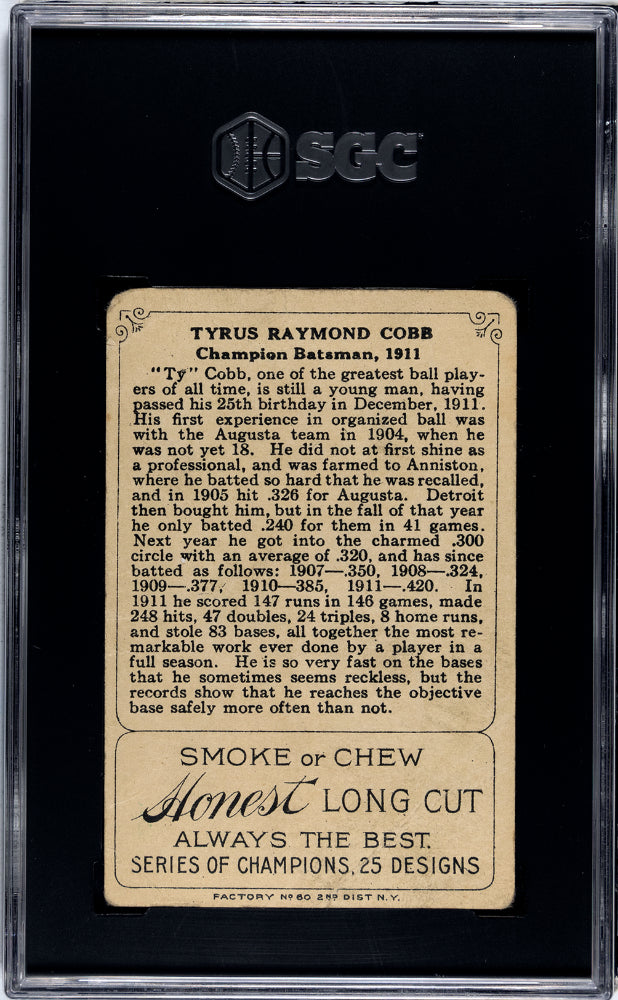 SGC
TYRUS RAYMOND COBB
Champion Batsman, 1911
"Ty" Cobb, one of the greatest ball play-
ers of all time, is still a young man, having
passed his 25th birthday in December, 1911.
His first experience in organized ball was
with the Augusta team in 1904, when he
was not yet 18. He did not at first shine as
a professional, and was farmed to Anniston,
where he batted so hard that he was recalled,
and in 1905 hit .326 for Augusta. Detroit
then bought him, but in the fall of that year
he only batted .240 for them in 41 games.
Next year he got into the charmed .300
circle with an average of .320, and has since
batted as follows: 1907—.350, 1908—.324,
1909—.377, 1910—385, 1911—.420. In
1911 he scored 147 runs in 146 games, made
248 hits, 47 doubles, 24 triples, 8 home runs,
and stole 83 bases, all together the most re-
markable work ever done by a player in a
full season. He is so very fast on the bases
that he sometimes seems reckless, but the
records show that he reaches the objective
base safely more often than not.
SMOKE or CHEW
Honest LONG CUT
ALWAYS THE BEST.
SERIES OF CHAMPIONS, 25 DESIGNS
FACTORY Nº 60 2ND DIST N.Y.